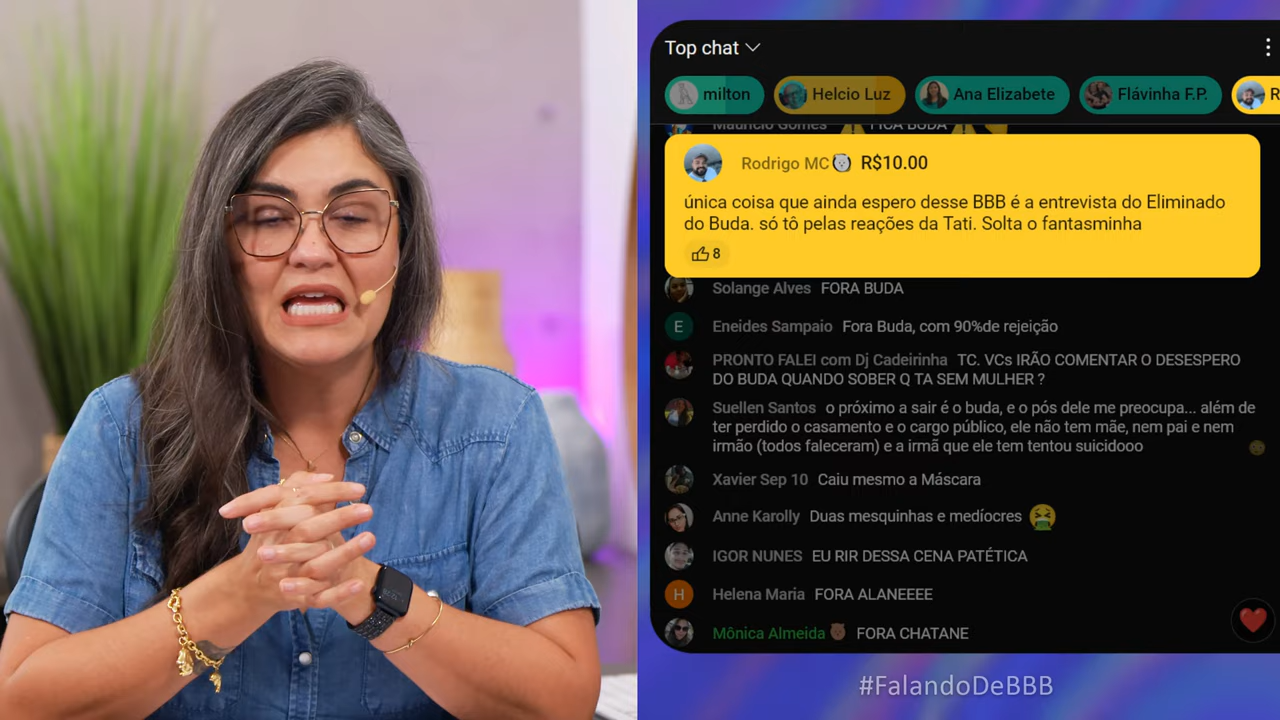 Top chat
milton
Helcio Luz
Ana Elizabete
Flávinha F.P.
R
Mauricio Gomes FICA BUDA
Rodrigo MC R$10.00
única coisa que ainda espero desse BBB é a entrevista do Eliminado
do Buda. só tô pelas reações da Tati. Solta o fantasminha
8
Solange Alves FORA BUDA
E
Eneides Sampaio Fora Buda, com 90%de rejeição
PRONTO FALEI com Dj Cadeirinha TC. VCs IRÃO COMENTAR O DESESPERO
DO BUDA QUANDO SOBER Q TA SEM MULHER ?
Suellen Santos o próximo a sair é o buda, e o pós dele me preocupa... além de
ter perdido o casamento e o cargo público, ele não tem mãe, nem pai e nem
irmão (todos faleceram) e a irmã que ele tem tentou suicidooo
Xavier Sep 10 Caiu mesmo a Máscara
Anne Karolly Duas mesquinhas e medíocres
IGOR NUNES EU RIR DESSA CENA PATÉTICA
H
Helena Maria FORA ALANEEEE
Mônica Almeida FORA CHATANE
#FalandoDeBBB